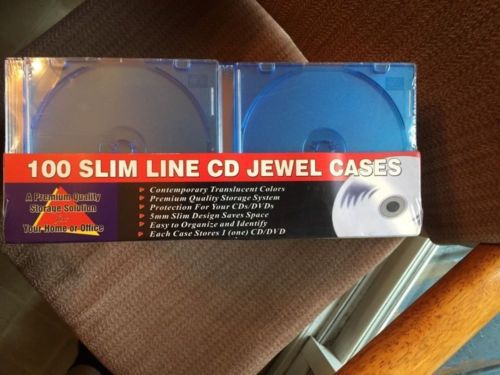 100 SLIM LINE CD JEWEL CASES
A Premium Quality
Storage Solution
Your Home or Office
Contemporary Translucent Colors
Premium Quality Storage System
Protection For Your CDs/DVDs
5mm Slim Design Saves Space
Easy to Organize and Identify
Each Case Stores 1 (one) CD/DVD